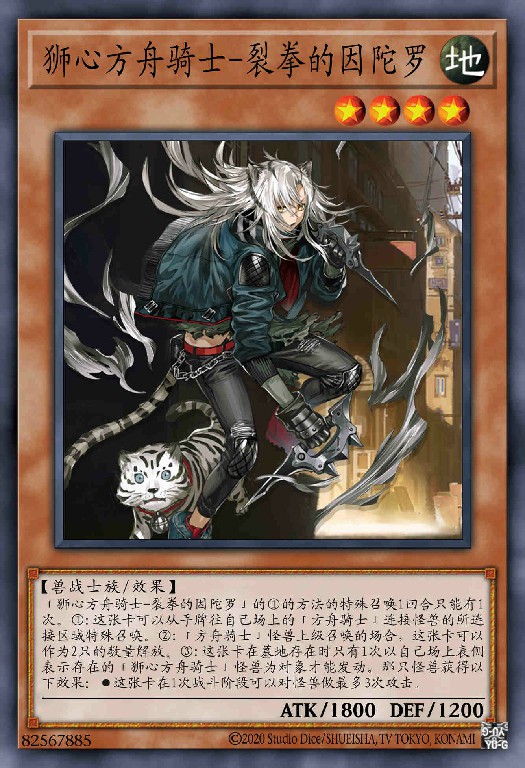 狮心方舟骑士-裂拳的因陀罗
地
【兽战士族/效果】
「狮心方舟骑士-裂拳的因陀罗」的①的方法的特殊召唤1回合只能有1
次。①:这张卡可以从手牌往自己场上的「方舟骑士」连接怪兽的所连
接区域特殊召唤。②:「方舟骑士」怪兽上级召唤的场合,这张卡可以
作为2只的数量解放。③:这张卡在墓地存在时只有1次以自己场上表侧
表示存在的「狮心方舟骑士」怪兽为对象才能发动。那只怪兽获得以
下效果:●这张卡在1次战斗阶段可以对怪兽做最多3次攻击。
ATK/1800 DEF/1200
82567885
©2020 Studio Dice/SHUEISHA, TV TOKYO, KONAMI